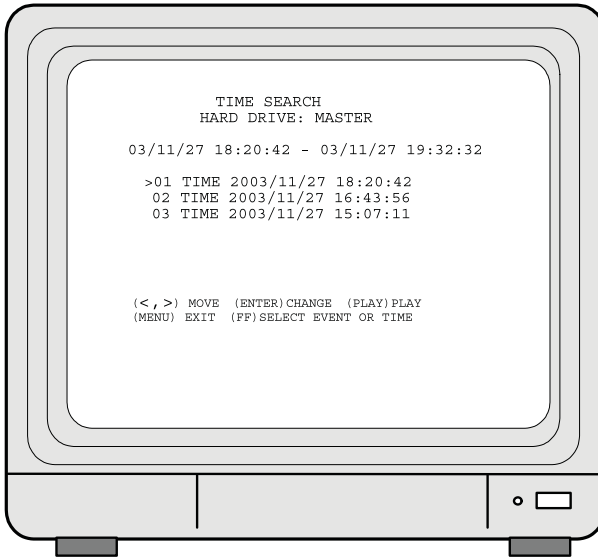 TIME SEARCH
HARD DRIVE: MASTER
03/11/27 18:20:42 - 03/11/27 19:32:32
>01 TIME 2003/11/27 18:20:42
02 TIME 2003/11/27 16:43:56
03 TIME 2003/11/27 15:07:11
(<,>) MOVE (ENTER)CHANGE (PLAY)PLAY
(MENU) EXIT (FF)SELECT EVENT OR TIME